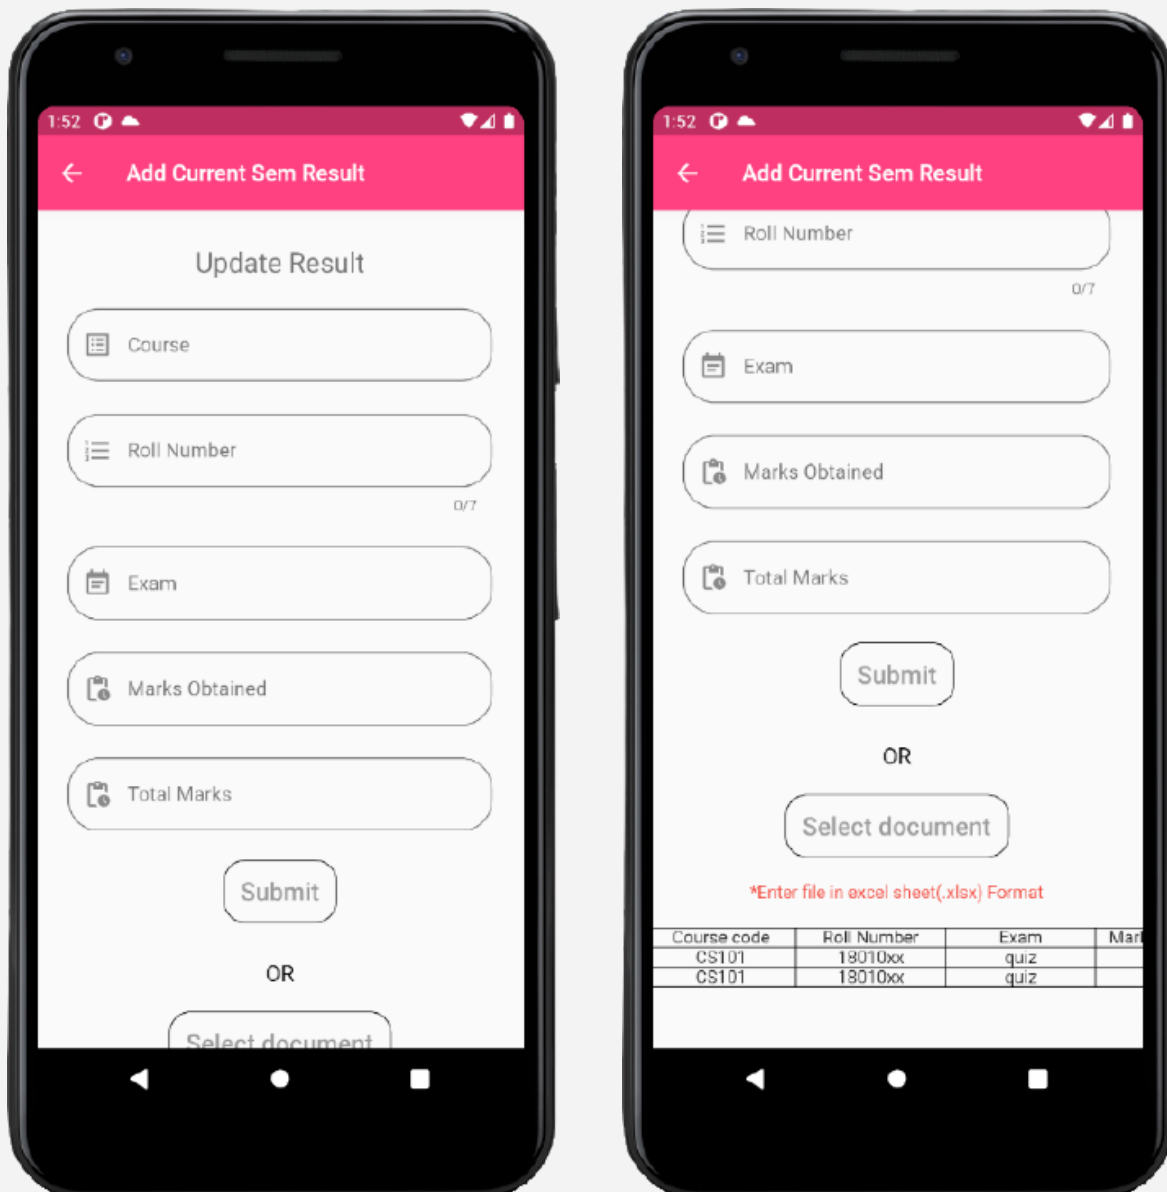 1:52
Add Current Sem Result
Update Result
Course
Roll Number
0/7
Exam
Marks Obtained
Total Marks
Submit
OR
Select document
1:52
Add Current Sem Result
Roll Number
0/7
Exam
Marks Obtained
Total Marks
Submit
OR
Select document
*Enter file in excel sheet(.xlsx) Format
Course code Roll Number Exam
CS101 18010xx quiz
CS101 18010xx quiz